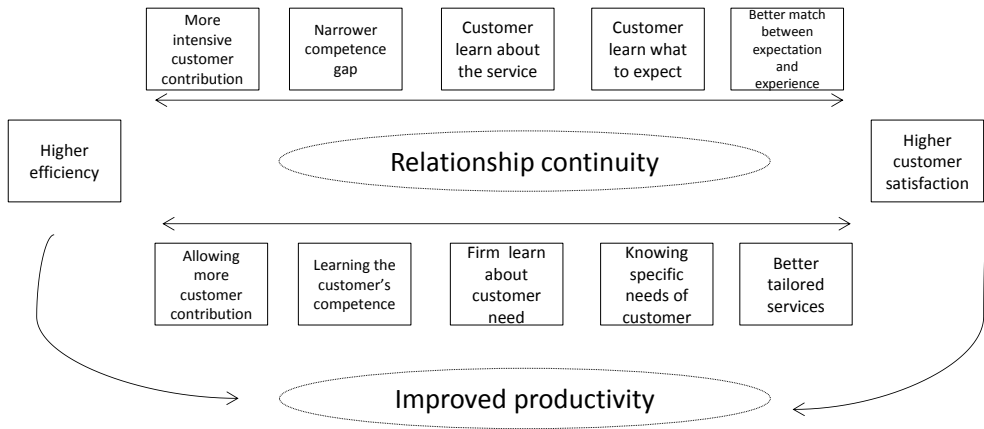 More
intensive
customer
contribution
Narrower
competence
gap
Customer
learn about
the service
Customer
learn what
to expect
Better match
between
expectation
and
experience
Higher
efficiency
Relationship continuity
Higher
customer
satisfaction
Allowing
more
customer
contribution
Learning the
customer's
competence
Firm learn
about
customer
need
Knowing
specific
needs of
customer
Better
tailored
services
Improved productivity